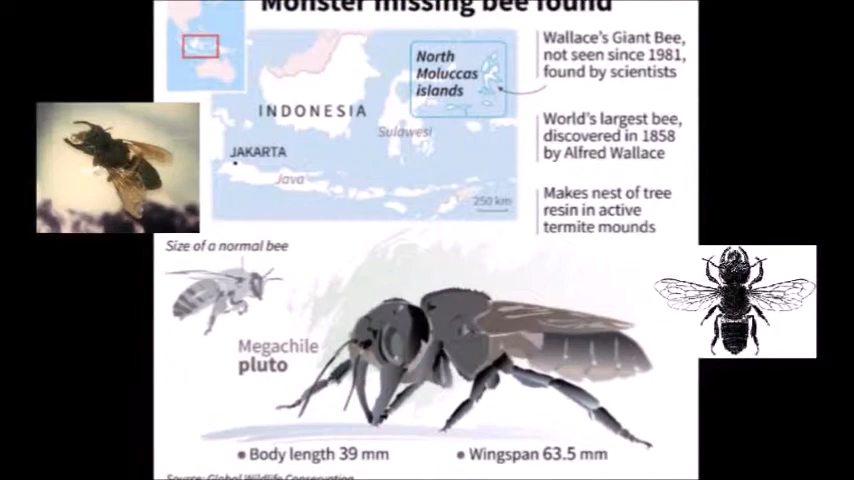 Monster missing bee found
Wallace's Giant Bee,
not seen since 1981,
found by scientists
North
Moluccas
islands
INDONESIA
World's largest bee,
discovered in 1858
by Alfred Wallace
Sulawesi
JAKARTA
Java
250 km
Makes nest of tree
resin in active
termite mounds
Size of a normal bee
Megachile
pluto
• Body length 39 mm
• Wingspan 63.5 mm
Source: Global Wildlife Conservation